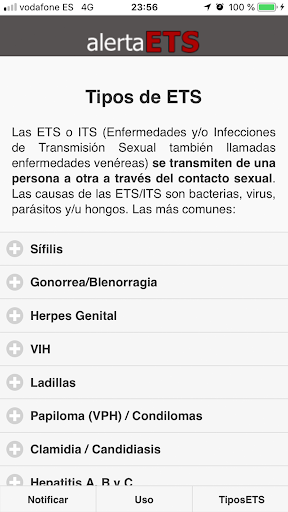 vodafone ES 4G 23:56 100 %
alertaETS
Tipos de ETS
Las ETS o ITS (Enfermedades y/o Infecciones
de Transmisión Sexual también llamadas
enfermedades venéreas) se transmiten de una
persona a otra a través del contacto sexual.
Las causas de las ETS/ITS son bacterias, virus,
parásitos y/u hongos. Las más comunes:
Sífilis
Gonorrea/Blenorragia
Herpes Genital
VIH
Ladillas
Papiloma (VPH) / Condilomas
Clamidia / Candidiasis
Hepatitis A, B y C
Notificar Uso TiposETS